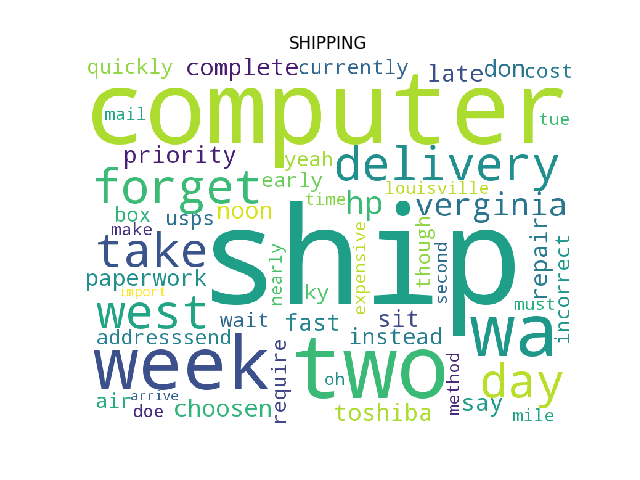 SHIPPING
quickly complete currently late don cost
computer
mail tue
priority yeah delivery
forget early louisville
time hp verginia
box usps noon
make
take ship wa
nearly expensive though second repair incorrect
paperwork
import ky must
west wait fast sit instead
addresssend
week two day
require oh method
air arrive choosen toshiba say
doe mile